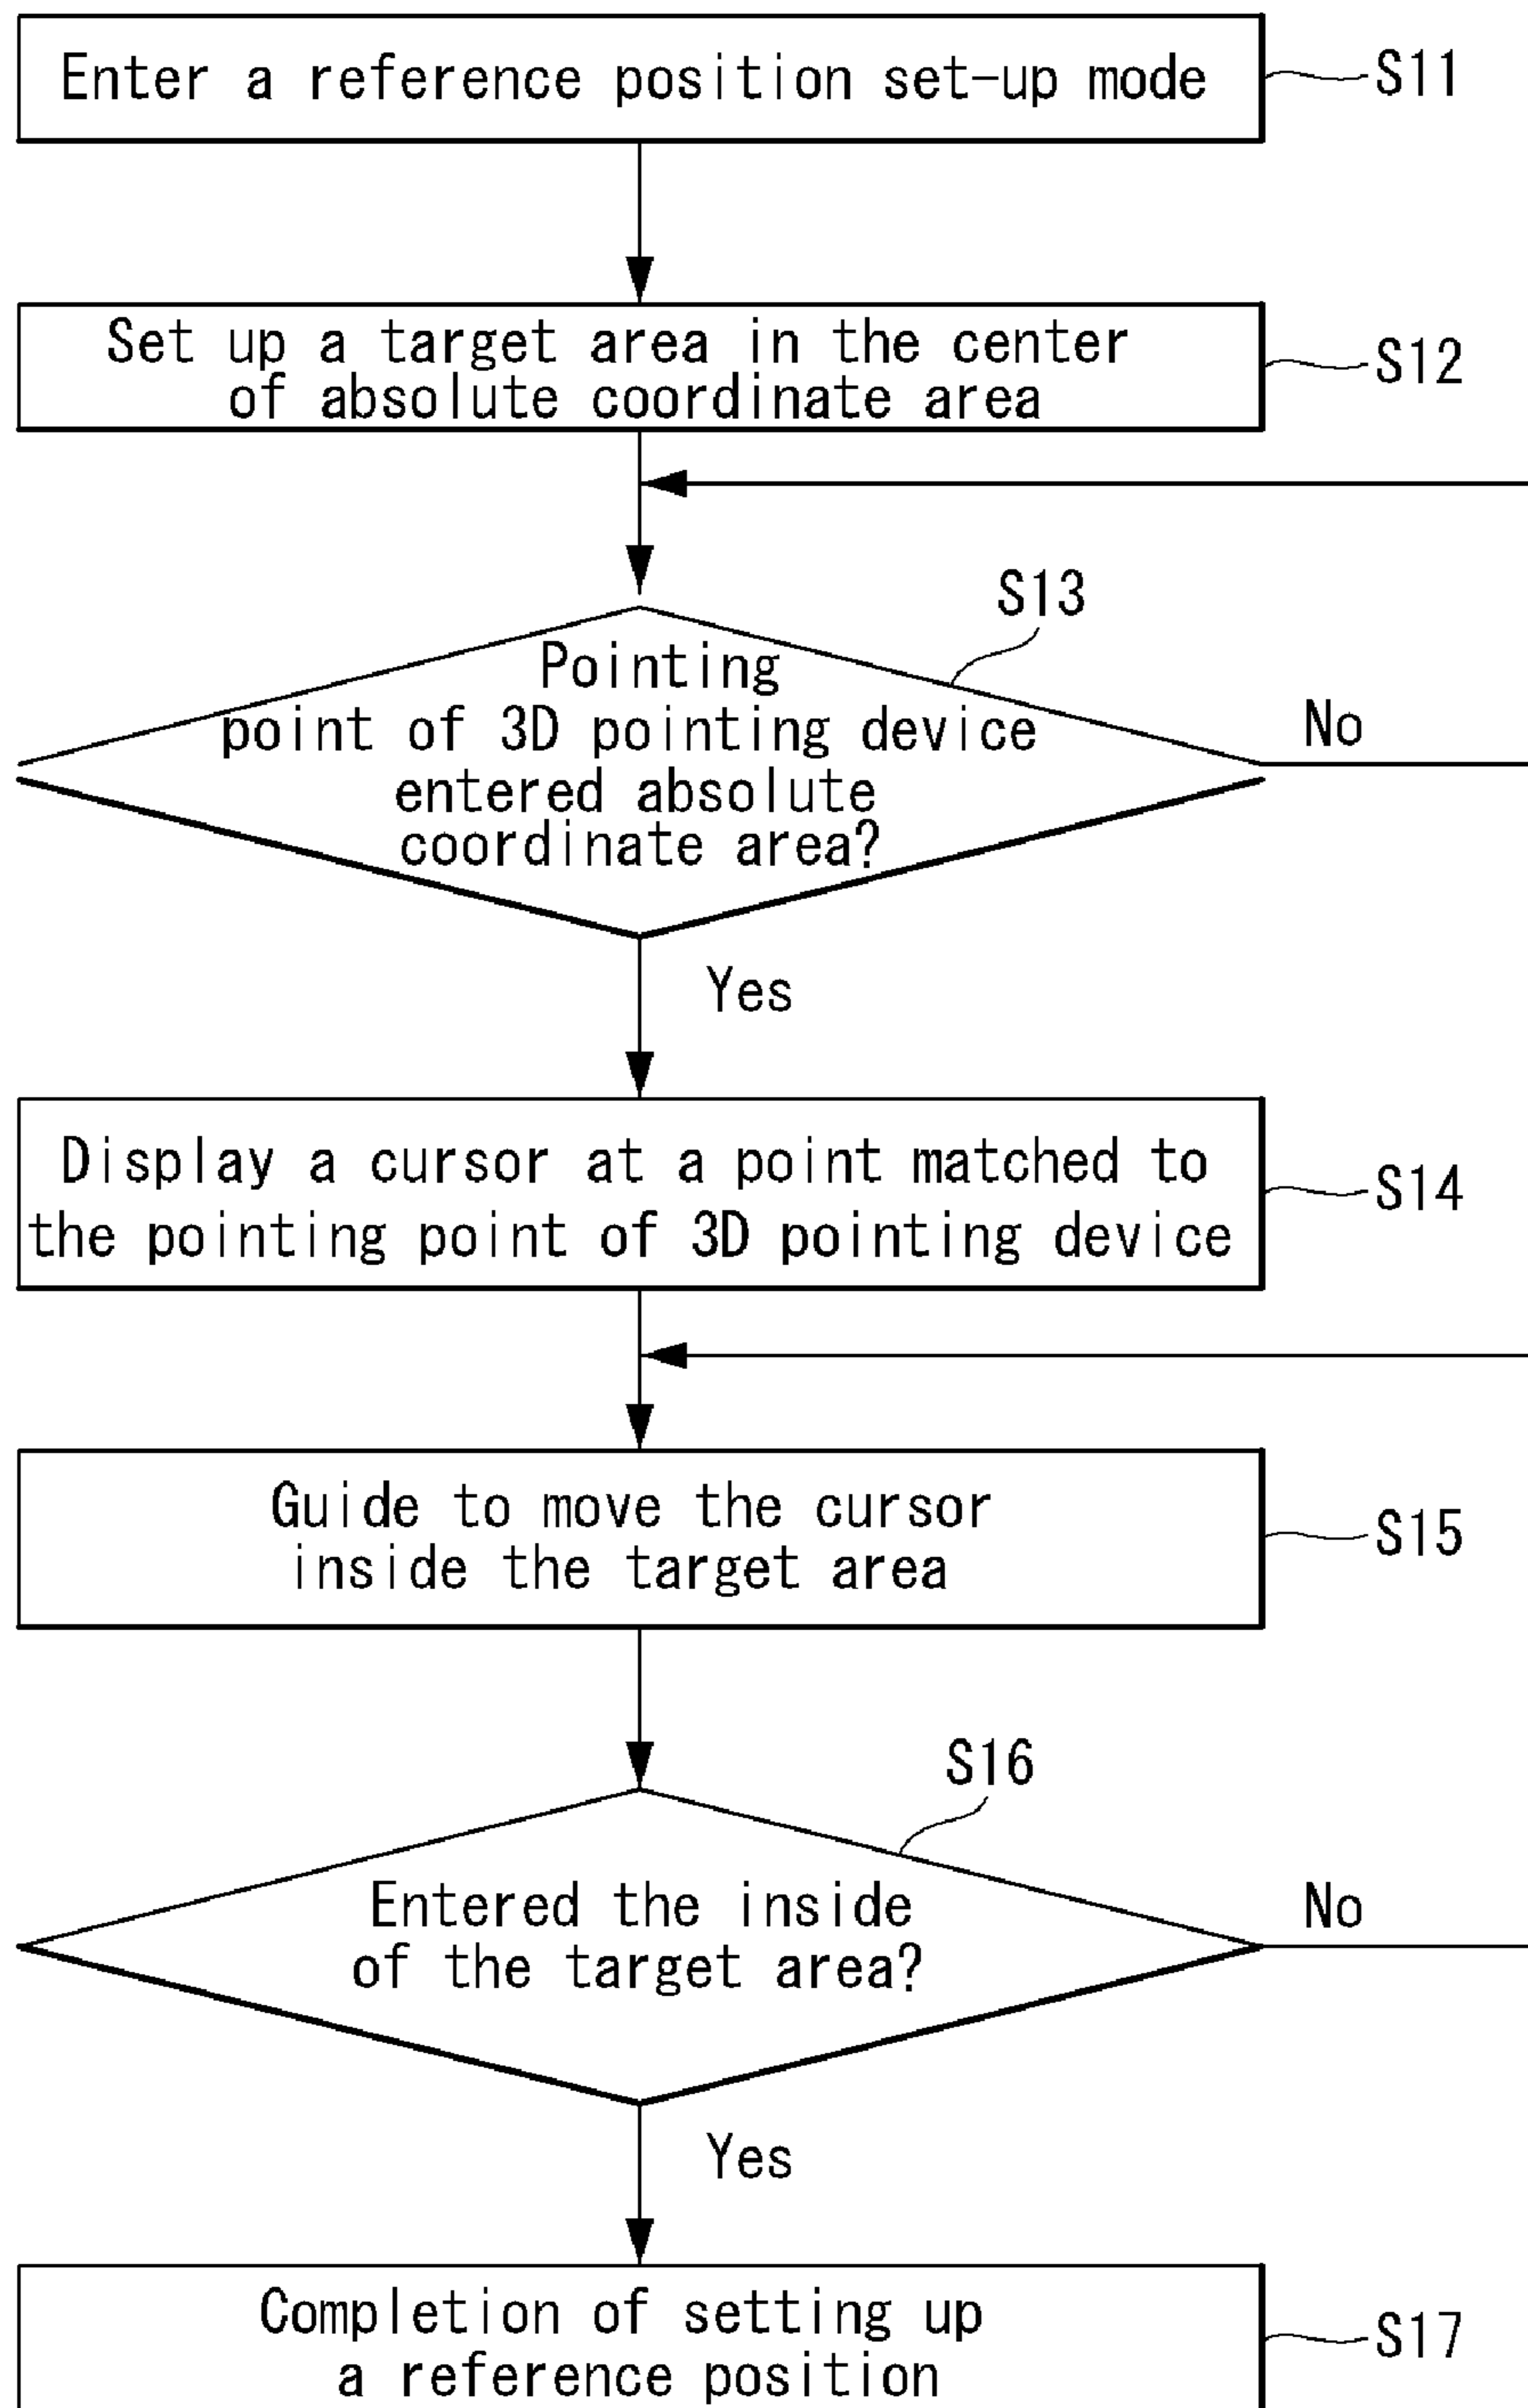 Enter a reference position set-up mode
S11
Set up a target area in the center
of absolute coordinate area
S12
S13
Pointing
point of 3D pointing device
entered absolute
coordinate area?
No
Yes
Display a cursor at a point matched to
the pointing point of 3D pointing device
S14
Guide to move the cursor
inside the target area
S15
S16
Entered the inside
of the target area?
No
Yes
Completion of setting up
a reference position
S17